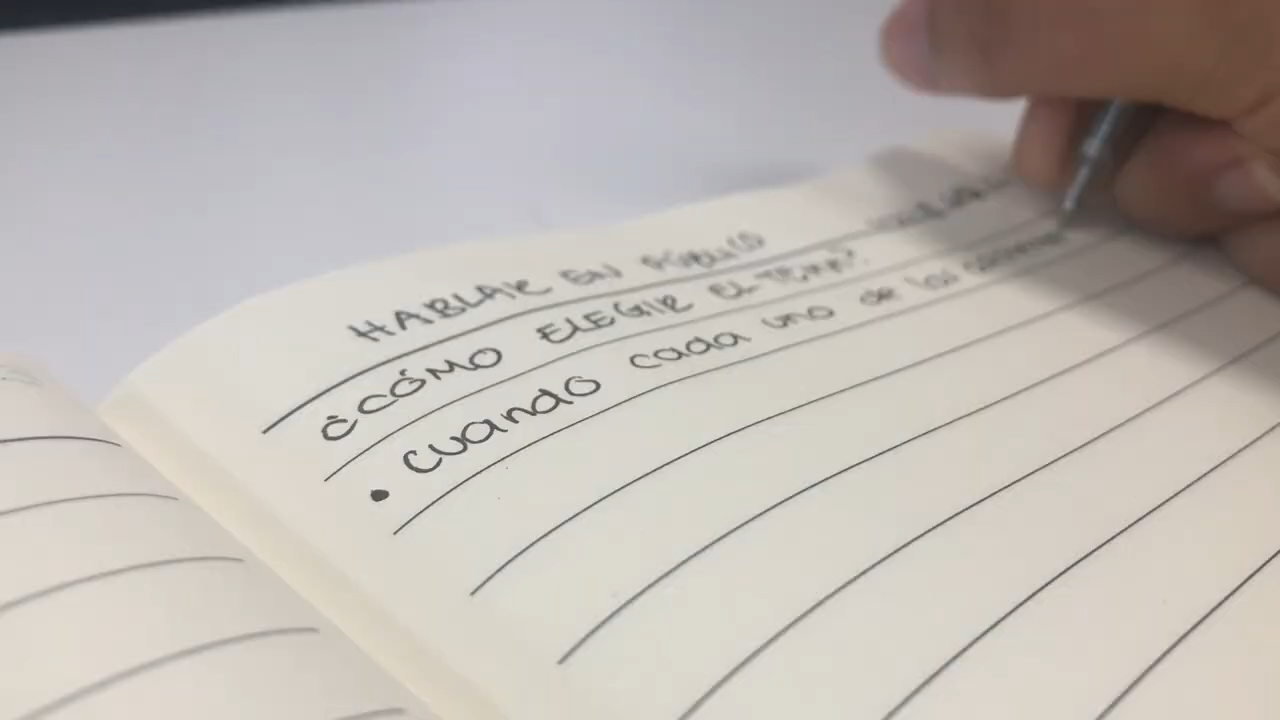 HABLAR EN PÚBLICO
¿CÓMO ELEGIR EL TEMA?
• cuando cada uno de los